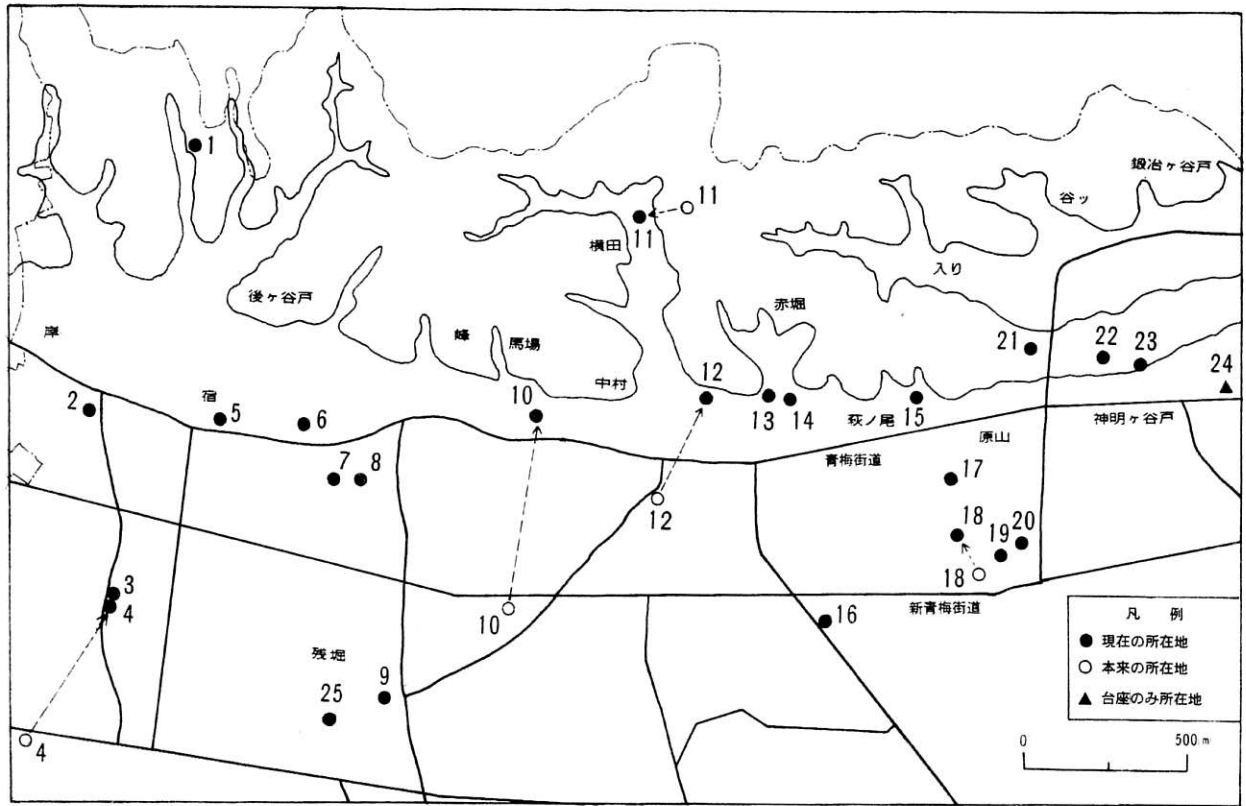 鍛冶ヶ谷戸
谷ッ
1
11
11
横田
入り
後ヶ谷戸
赤堀
岸
峰
馬場
中村
21
22
23
24
宿
2
5
6
10
12
13
14
15
萩ノ尾
神明ヶ谷戸
原山
青梅街道
7
8
17
12
18
19
20
18
3
4
10
新青梅街道
16
残堀
9
25
4
凡例
現在の所在地
本来の所在地
台座のみ所在地
0 500m